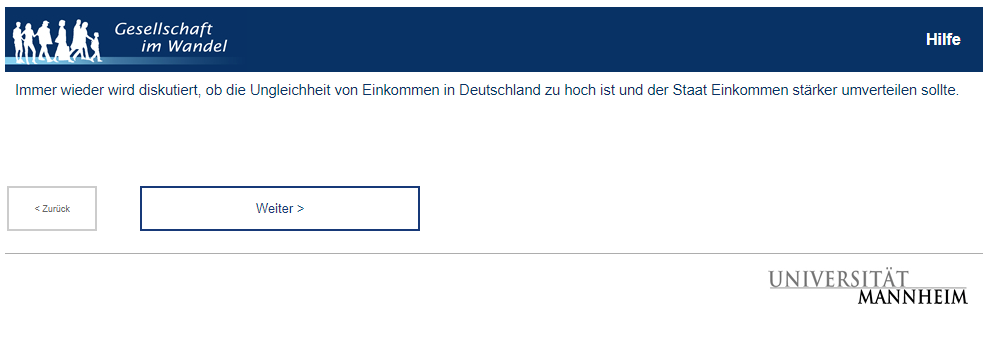 Gesellschaft
im Wandel
Hilfe
Immer wieder wird diskutiert, ob die Ungleichheit von Einkommen in Deutschland zu hoch ist und der Staat Einkommen stärker umverteilen sollte.
< Zurück
Weiter >
UNIVERSITÄT
MANNHEIM